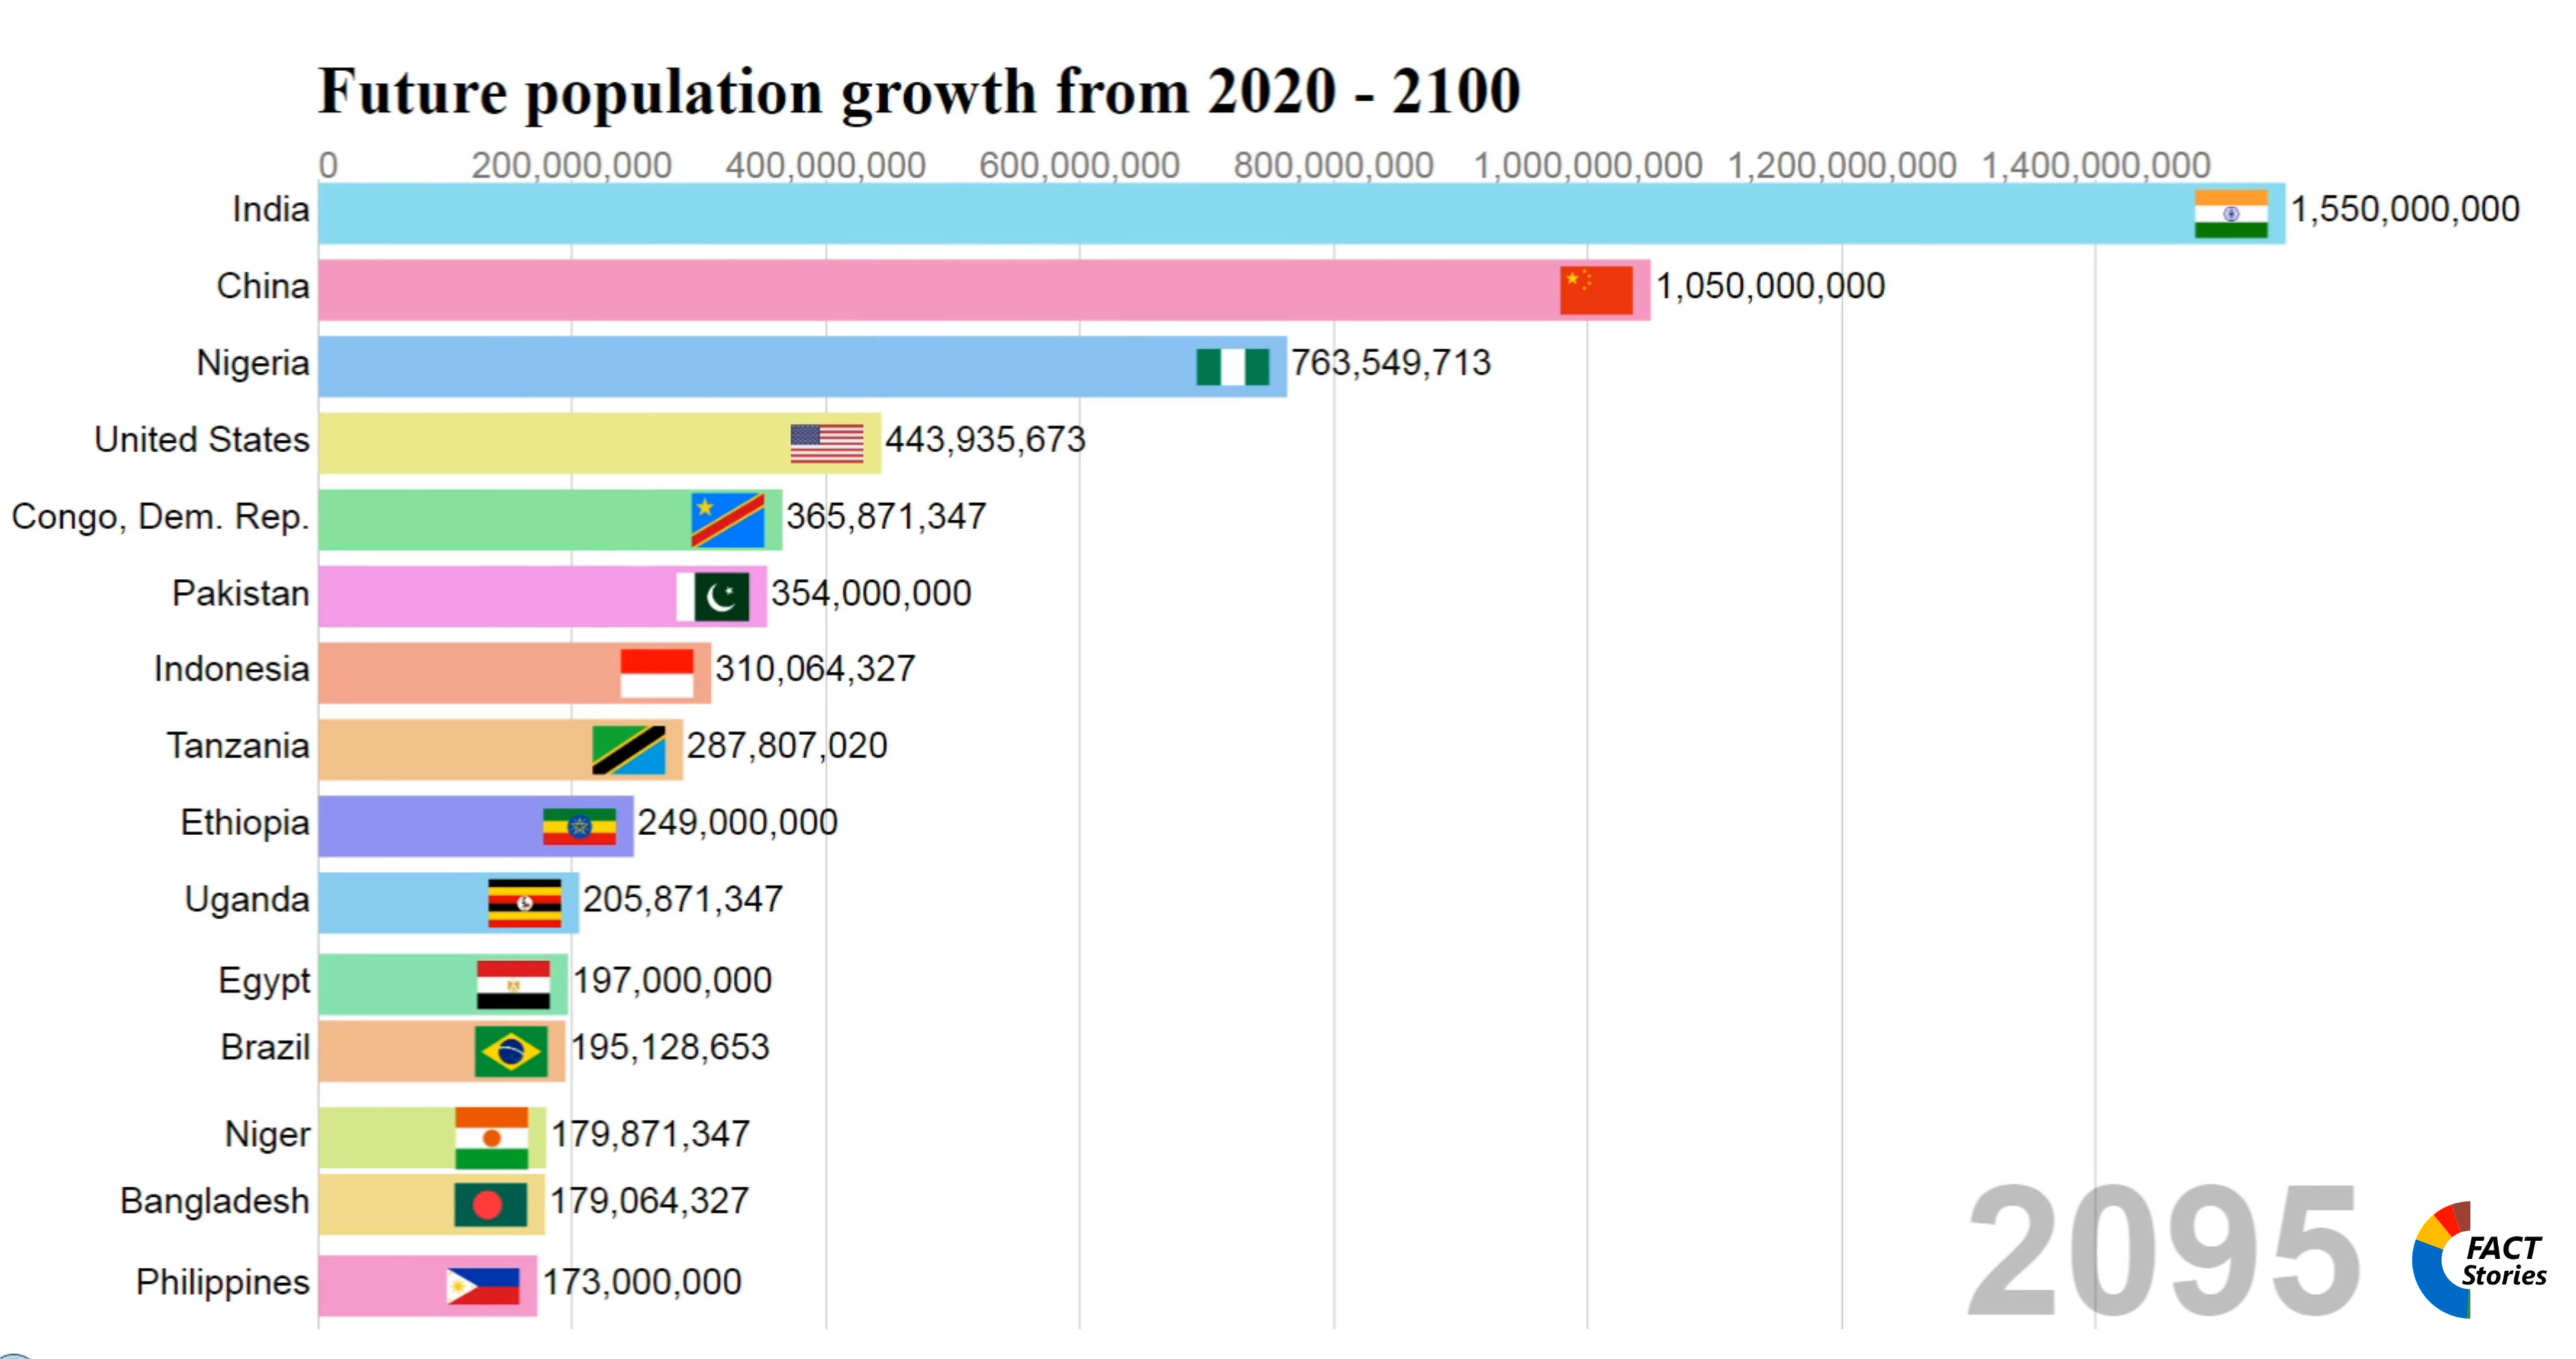 Future population growth from 2020 - 2100
0 200,000,000 400,000,000 600,000,000 800,000,000 1,000,000,000 1,200,000,000 1,400,000,000
India 1,550,000,000
China 1,050,000,000
Nigeria 763,549,713
United States 443,935,673
Congo, Dem. Rep. 365,871,347
Pakistan 354,000,000
Indonesia 310,064,327
Tanzania 287,807,020
Ethiopia 249,000,000
Uganda 205,871,347
Egypt 197,000,000
Brazil 195,128,653
Niger 179,871,347
Bangladesh 179,064,327
Philippines 173,000,000
2095
FACT
Stories